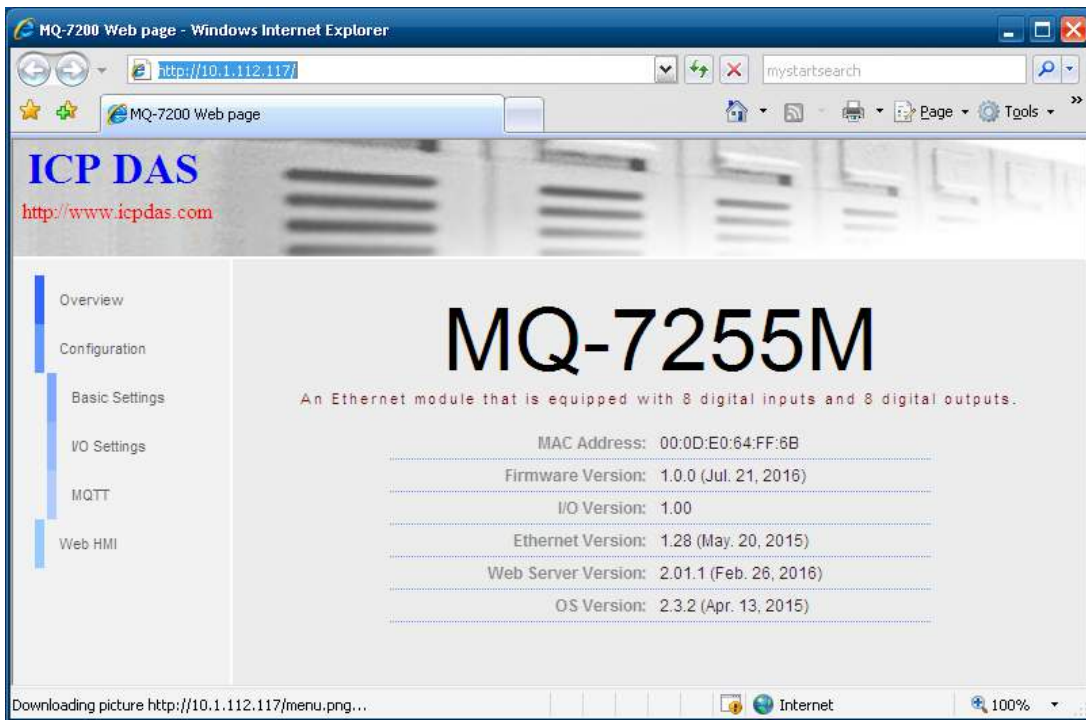 MQ-7200 Web page - Windows Internet Explorer
http://10.1.112.117/
mystartsearch
MQ-7200 Web page
Page
Tools
»
ICP DAS
http://www.icpdas.com
Overview
Configuration
Basic Settings
I/O Settings
MQTT
Web HMI
MQ-7255M
An Ethernet module that is equipped with 8 digital inputs and 8 digital outputs.
MAC Address: 00:0D:E0:64:FF:6B
Firmware Version: 1.0.0 (Jul. 21, 2016)
I/O Version: 1.00
Ethernet Version: 1.28 (May. 20, 2015)
Web Server Version: 2.01.1 (Feb. 26, 2016)
OS Version: 2.3.2 (Apr. 13, 2015)
Downloading picture http://10.1.112.117/menu.png...
Internet
100%